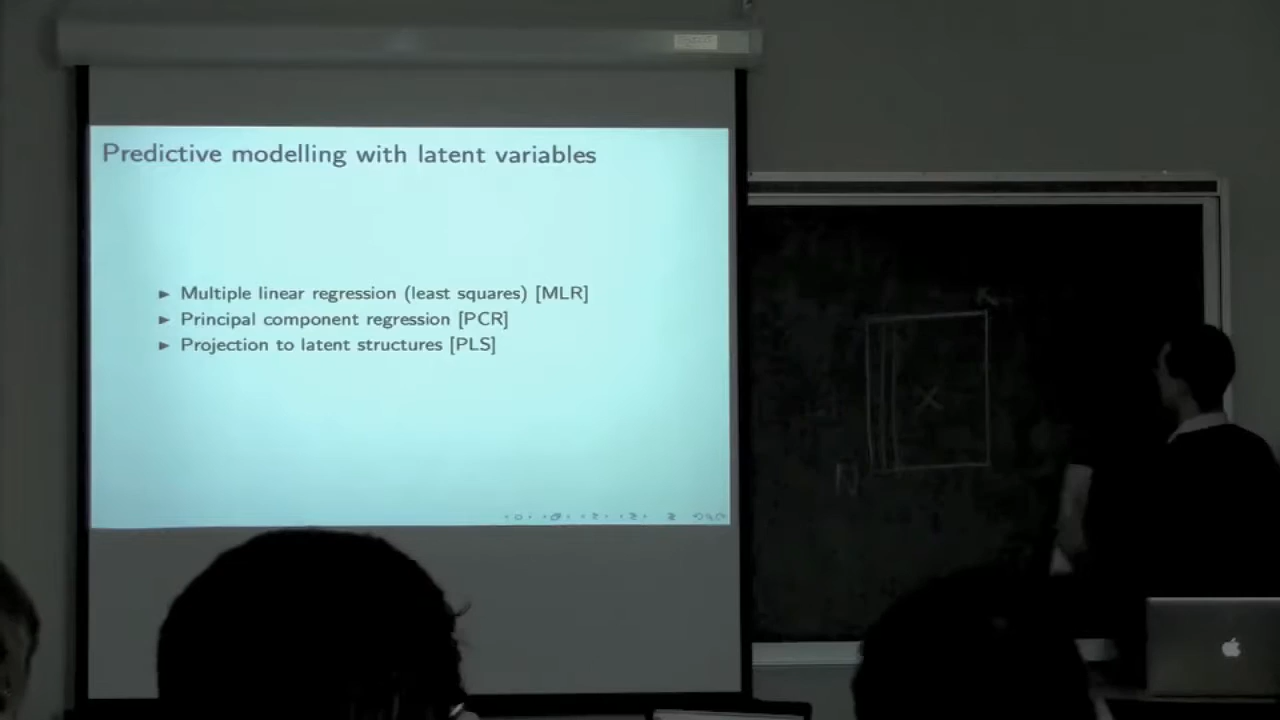 Predictive modelling with latent variables
► Multiple linear regression (least squares) [MLR]
► Principal component regression [PCR]
► Projection to latent structures [PLS]
K
X
N